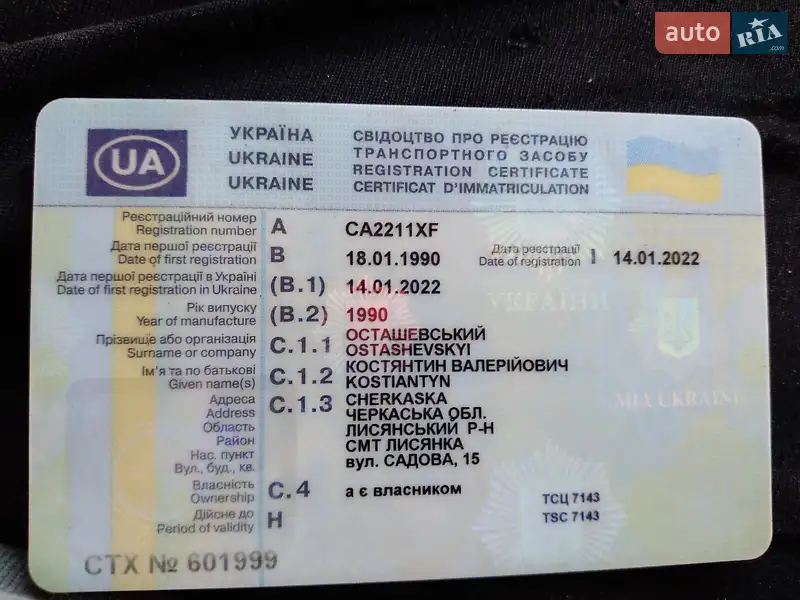 auto RIA .com
УКРАЇНА СВІДОЦТВО ПРО РЕЄСТРАЦІЮ
UKRAINE ТРАНСПОРТНОГО ЗАСОБУ
UA
REGISTRATION CERTIFICATE
UKRAINE CERTIFICAT D'IMMATRICULATION
Реєстраційний номер
Registration number A CA2211XF
Дата першої реєстрації
Date of first registration B 18.01.1990
Дата реєстрації
Date of registration I 14.01.2022
Дата першої реєстрації в Україні
Date of first registration in Ukraine (B.1) 14.01.2022
УКРАЇНИ
Рік випуску
Year of manufacture (B.2) 1990
Прізвище або організація
Surname or company C.1.1 ОСТАШЕВСЬКИЙ
OSTASHEVSKYI
Ім'я та по батькові
Given name(s) C.1.2 КОСТЯНТИН ВАЛЕРІЙОВИЧ
KOSTIANTYN
Адреса
Address C.1.3 CHERKASKA
MIA UKRAINE
Область ЧЕРКАСЬКА ОБЛ.
Район ЛИСЯНСЬКИЙ Р-Н
Нас. пункт СМТ ЛИСЯНКА
Вул., буд., кв. вул. САДОВА, 15
Власність
Ownership C.4 а є власником
ТСЦ 7143
Дійсне до
Period of validity H
TSC 7143
СТХ № 601999